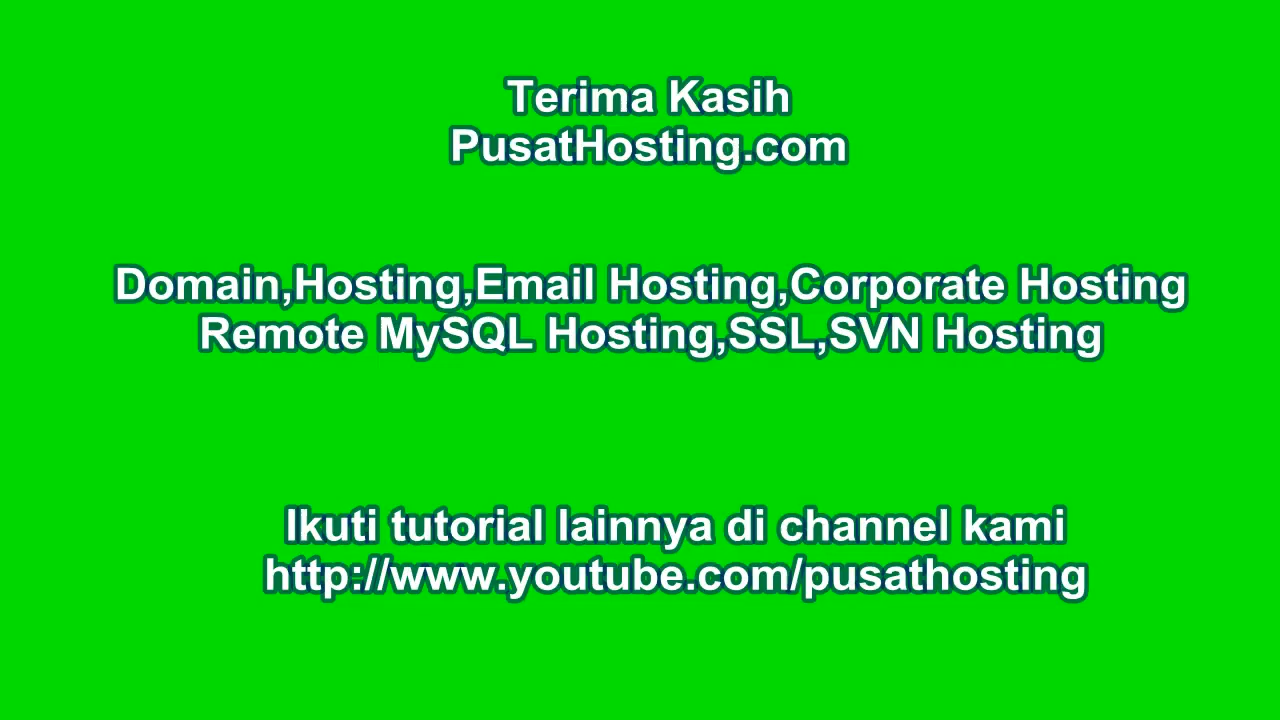 Terima Kasih
PusatHosting.com
Domain,Hosting,Email Hosting,Corporate Hosting
Remote MySQL Hosting,SSL,SVN Hosting
Ikuti tutorial lainnya di channel kami
http://www.youtube.com/pusathosting